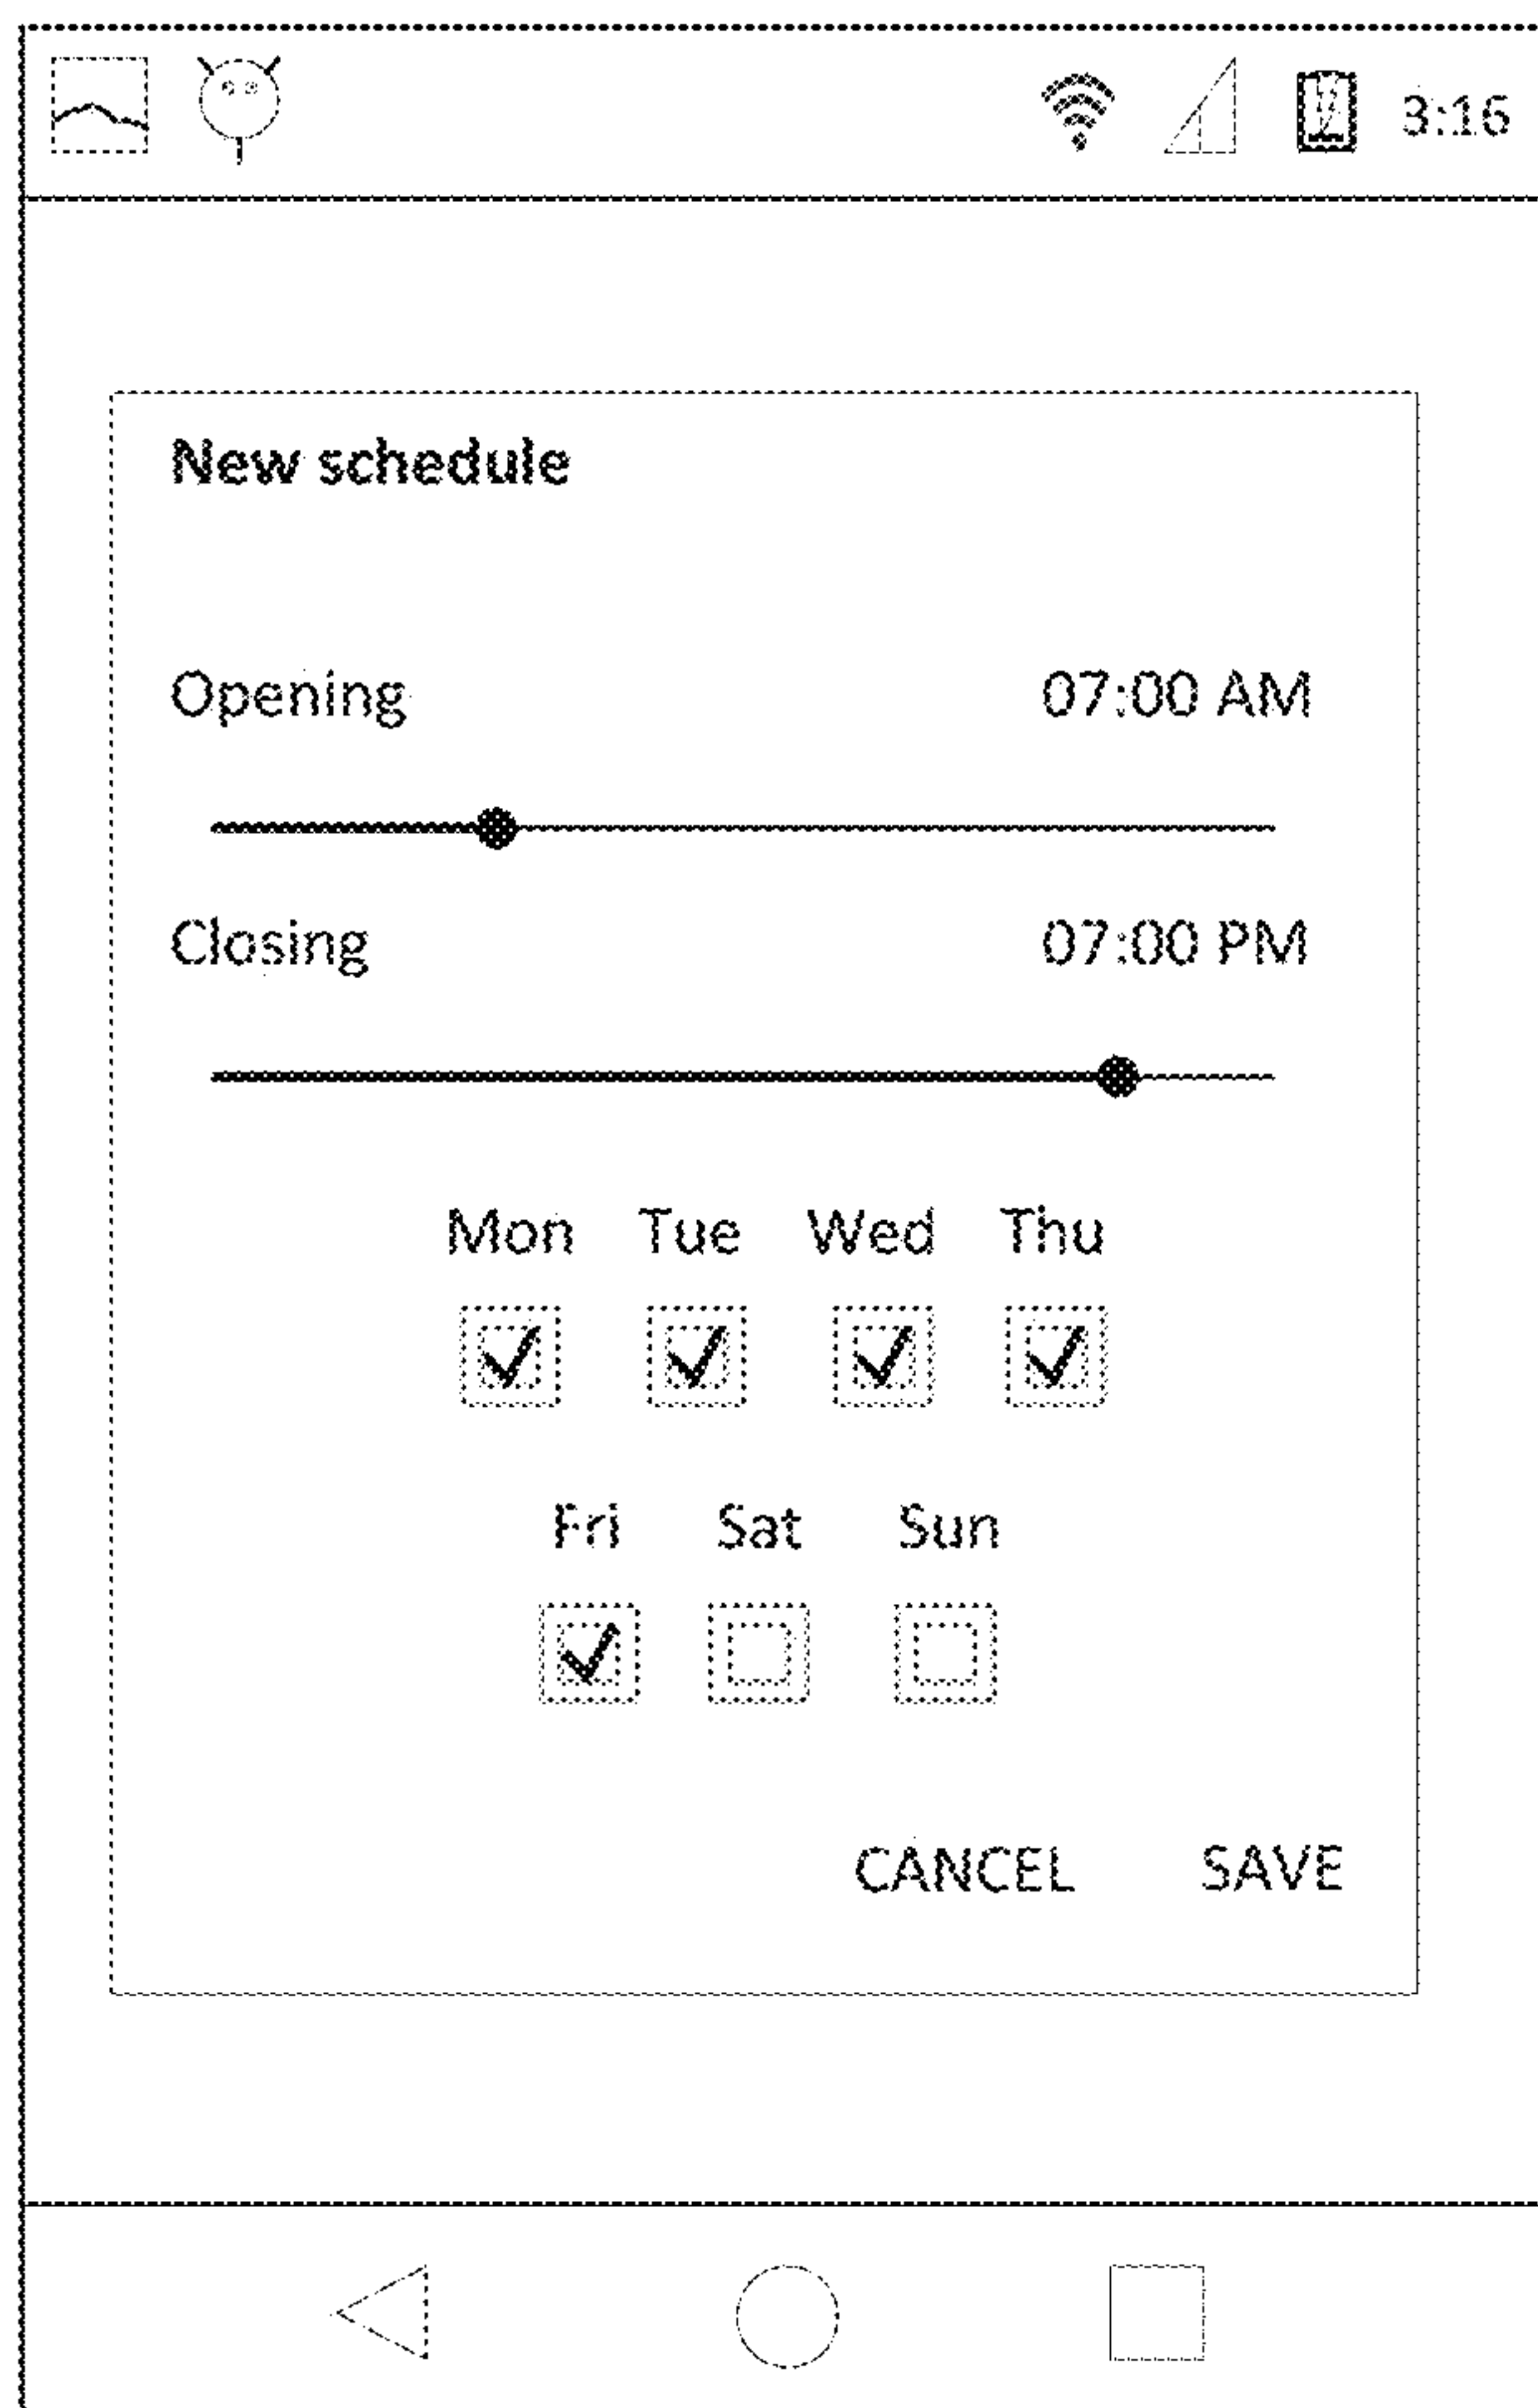 3:16
New schedule
Opening 07:00 AM
Closing 07:00 PM
Mon Tue Wed Thu
Fri Sat Sun
CANCEL SAVE